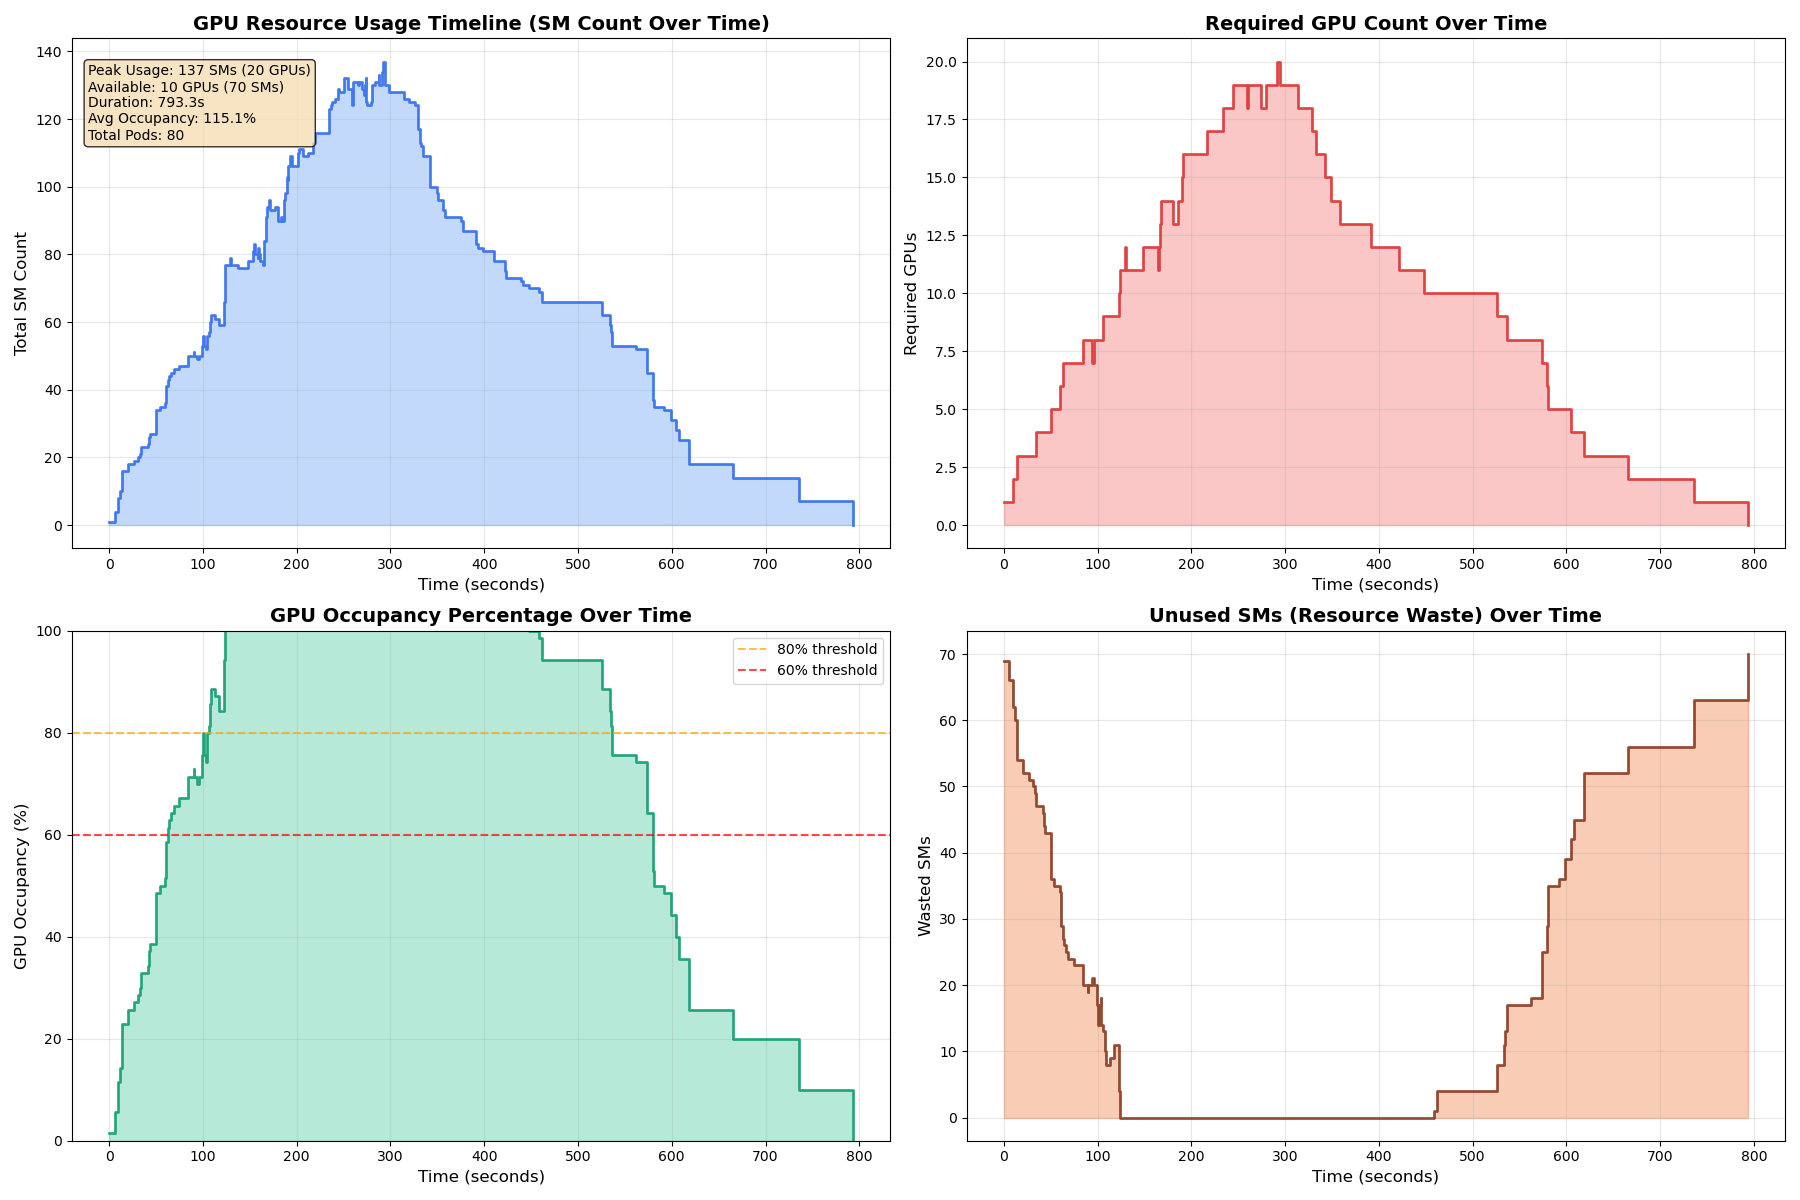 GPU Resource Usage Timeline (SM Count Over Time)
Total SM Count
140
120
100
80
60
40
20
0
Peak Usage: 137 SMs (20 GPUs)
Available: 10 GPUs (70 SMs)
Duration: 793.3s
Avg Occupancy: 115.1%
Total Pods: 80
0 100 200 300 400 500 600 700 800
Time (seconds)
Required GPU Count Over Time
Required GPUs
20.0
17.5
15.0
12.5
10.0
7.5
5.0
2.5
0.0
0 100 200 300 400 500 600 700 800
Time (seconds)
GPU Occupancy Percentage Over Time
GPU Occupancy (%)
100
80
60
40
20
0
80% threshold
60% threshold
0 100 200 300 400 500 600 700 800
Time (seconds)
Unused SMs (Resource Waste) Over Time
Wasted SMs
70
60
50
40
30
20
10
0
0 100 200 300 400 500 600 700 800
Time (seconds)